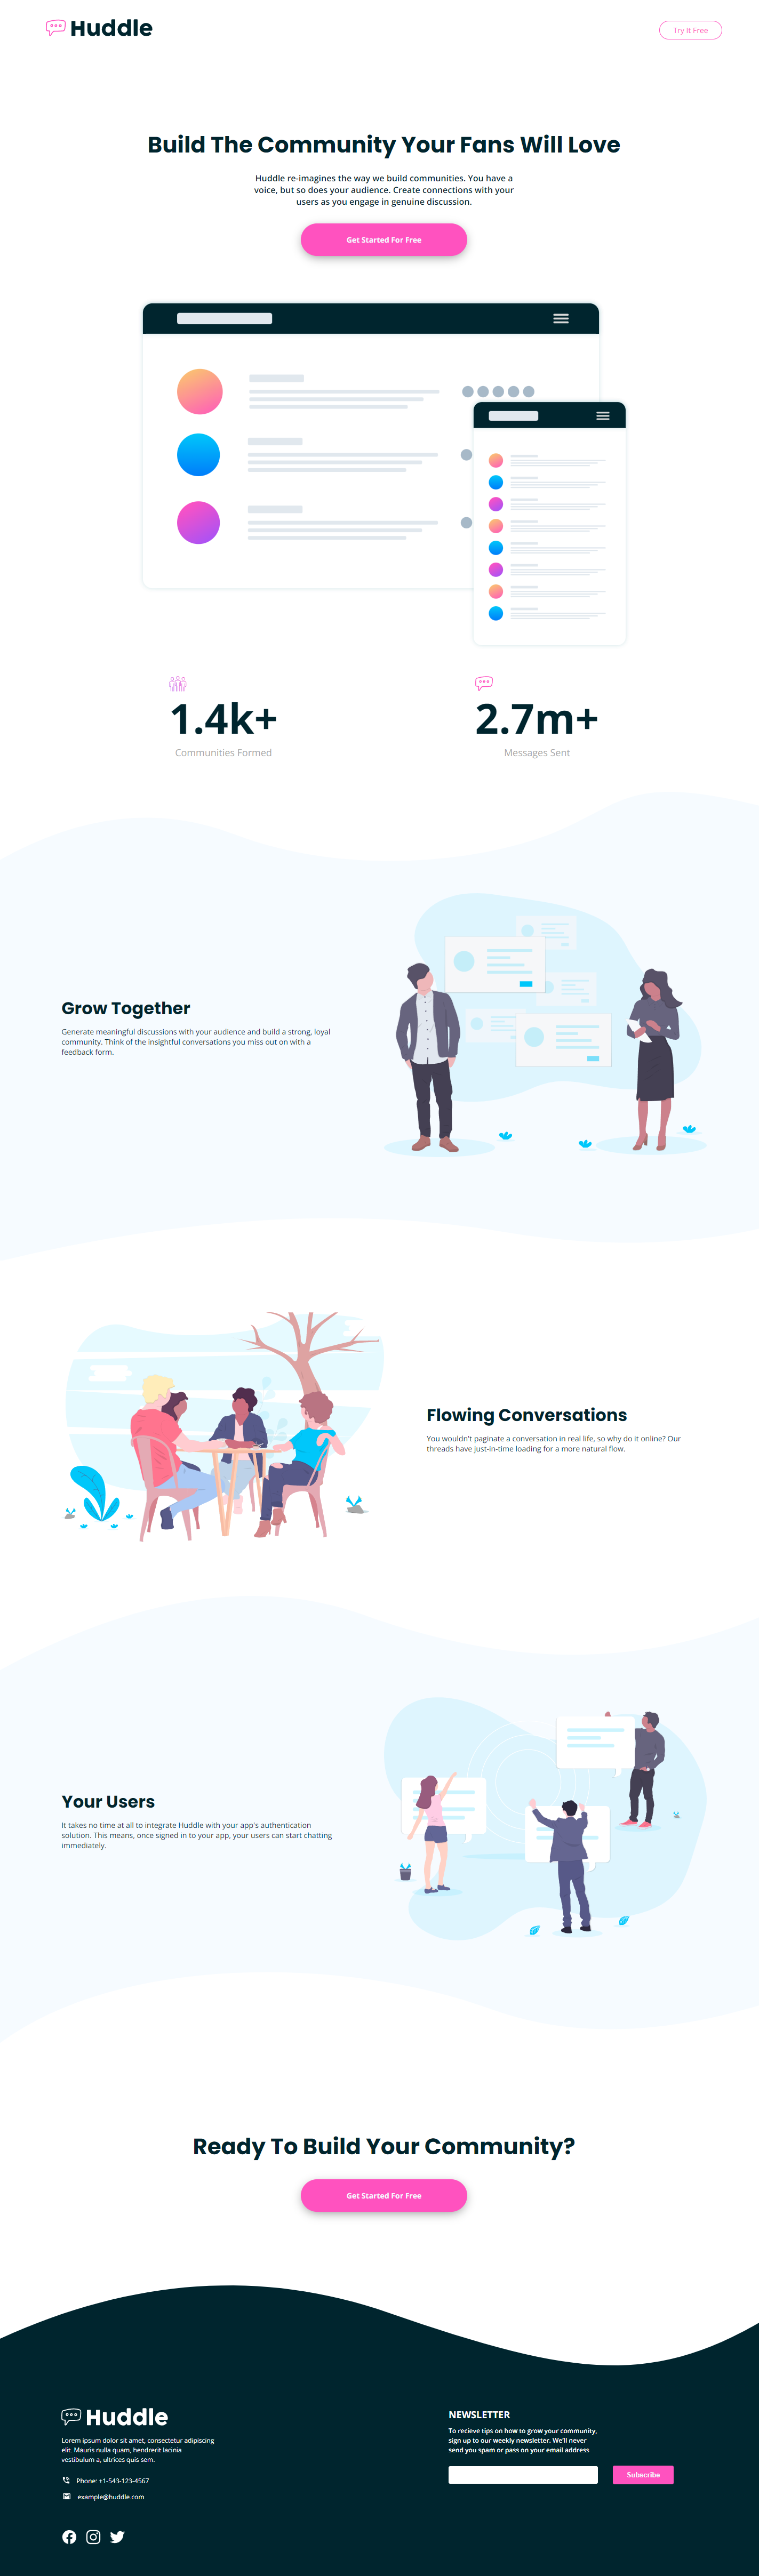 Huddle
Try It Free
Build The Community Your Fans Will Love
Huddle re-imagines the way we build communities. You have a
voice, but so does your audience. Create connections with your
users as you engage in genuine discussion.
Get Started For Free
1.4k+
Communities Formed
2.7m+
Messages Sent
Grow Together
Generate meaningful discussions with your audience and build a strong, loyal
community. Think of the insightful conversations you miss out on with a
feedback form.
Flowing Conversations
You wouldn't paginate a conversation in real life, so why do it online? Our
threads have just-in-time loading for a more natural flow.
Your Users
It takes no time at all to integrate Huddle with your app's authentication
solution. This means, once signed in to your app, your users can start chatting
immediately.
Ready To Build Your Community?
Get Started For Free
Huddle
Lorem ipsum dolor sit amet, consectetur adipiscing
elit. Mauris nulla quam, hendrerit lacinia
vestibulum a, ultrices quis sem.
Phone: +1-543-123-4567
example@huddle.com
NEWSLETTER
To recieve tips on how to grow your community,
sign up to our weekly newsletter. We'll never
send you spam or pass on your email address
Subscribe